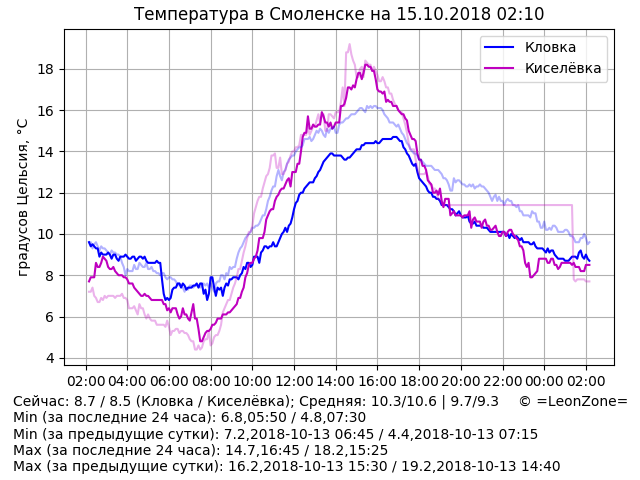 Температура в Смоленске на 15.10.2018 02:10
Кловка
Киселёвка
градусов Цельсия, °C
18
16
14
12
10
8
6
4
02:00 04:00 06:00 08:00 10:00 12:00 14:00 16:00 18:00 20:00 22:00 00:00 02:00
Сейчас: 8.7 / 8.5 (Кловка / Киселёвка); Средняя: 10.3/10.6 | 9.7/9.3 © =LeonZone=
Min (за последние 24 часа): 6.8,05:50 / 4.8,07:30
Min (за предыдущие сутки): 7.2,2018-10-13 06:45 / 4.4,2018-10-13 07:15
Max (за последние 24 часа): 14.7,16:45 / 18.2,15:25
Max (за предыдущие сутки): 16.2,2018-10-13 15:30 / 19.2,2018-10-13 14:40